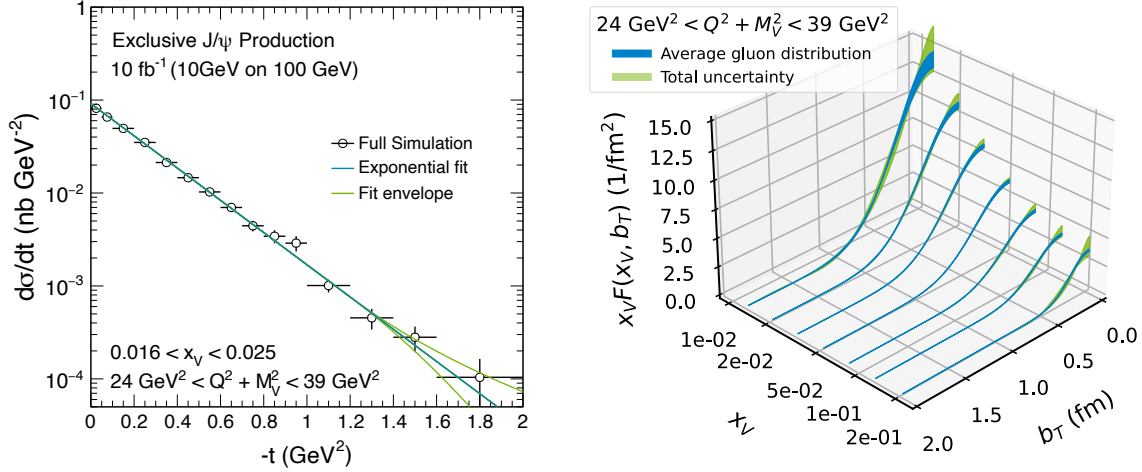 Exclusive J/ψ Production
10 fb⁻¹ (10GeV on 100 GeV)
Full Simulation
Exponential fit
Fit envelope
0.016 < x_V < 0.025
24 GeV² < Q² + M_V² < 39 GeV²
dσ/dt (nb GeV⁻²)
1
10⁻¹
10⁻²
10⁻³
10⁻⁴
0 0.2 0.4 0.6 0.8 1 1.2 1.4 1.6 1.8 2
-t (GeV²)
24 GeV² < Q² + M_V² < 39 GeV²
Average gluon distribution
Total uncertainty
x_V F(x_V, b_T) (1/fm²)
15.0
12.5
10.0
7.5
5.0
2.5
0.0
1e-02
2e-02
5e-02
1e-01
2e-01
x_V
0.0
0.5
1.0
1.5
2.0
b_T (fm)